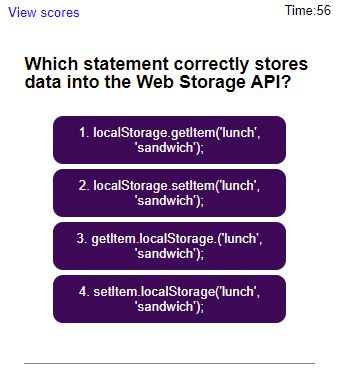 View scores
Time:56
Which statement correctly stores
data into the Web Storage API?
1. localStorage.getItem('lunch',
'sandwich');
2. localStorage.setItem('lunch',
'sandwich');
3. getItem.localStorage.('lunch',
'sandwich');
4. setItem.localStorage('lunch',
'sandwich');